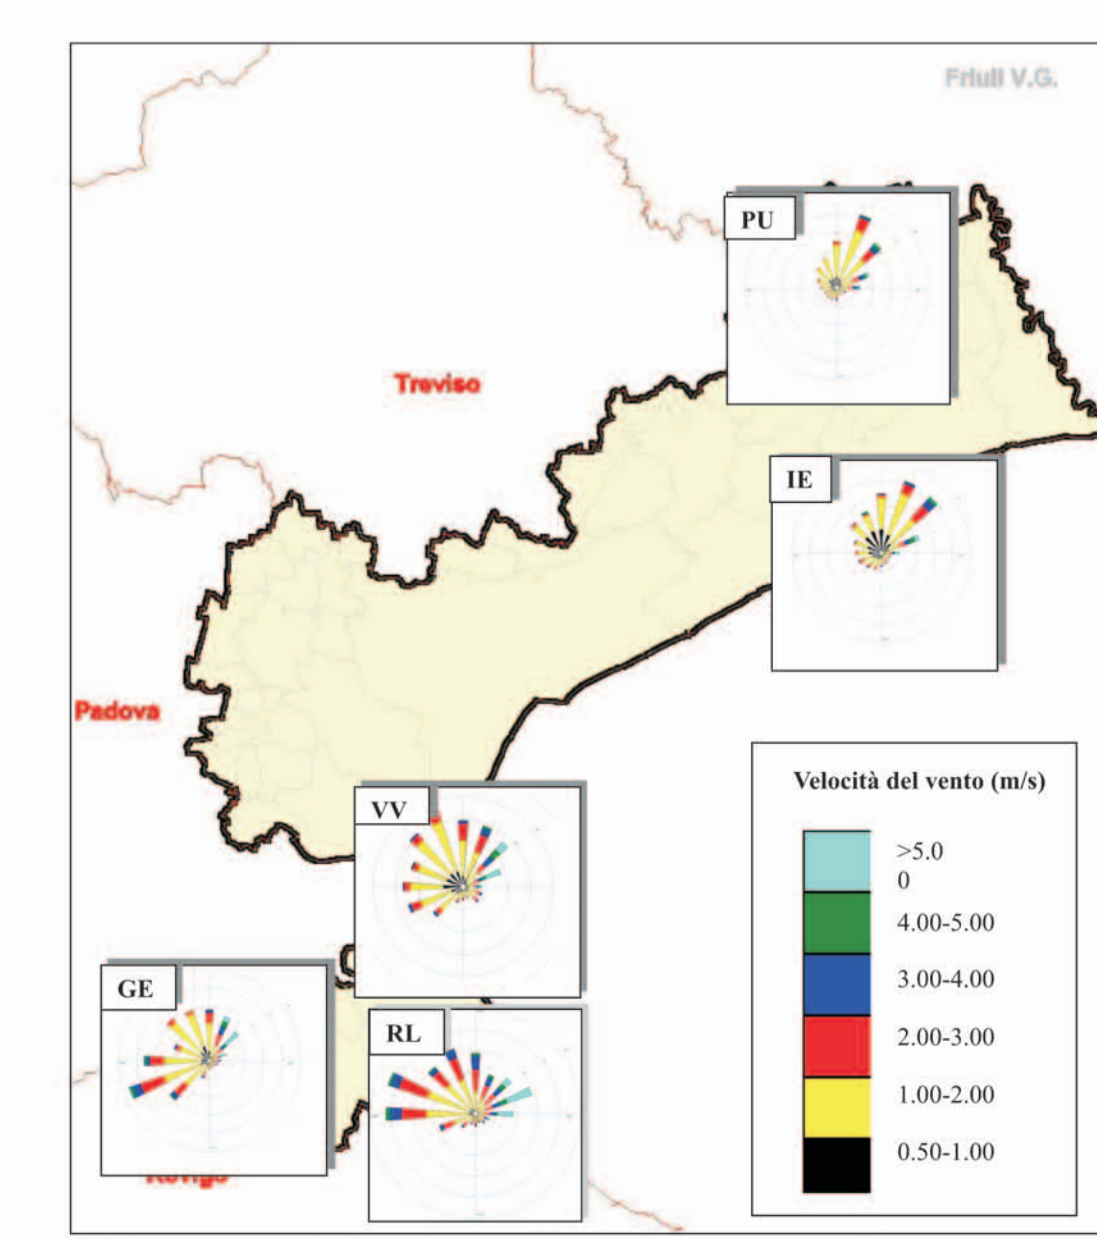 Friuli V.G.
PU
Treviso
IE
Padova
Velocità del vento (m/s)
VV
>5.0
0
4.00-5.00
3.00-4.00
GE
RL
2.00-3.00
1.00-2.00
0.50-1.00
Rovigo